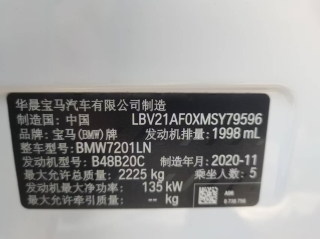 华晨宝马汽车有限公司制造
制造国：中国 LBV21AF0XMSY79596
品牌：宝马(BMW)牌 发动机排量：1998 mL
整车型号：BMW7201LN
发动机型号：B48B20C 制造年月：2020-11
最大允许总质量：2225 kg 乘坐人数：5
发动机最大净功率：135 kW
最大允许牵引质量：-- kg